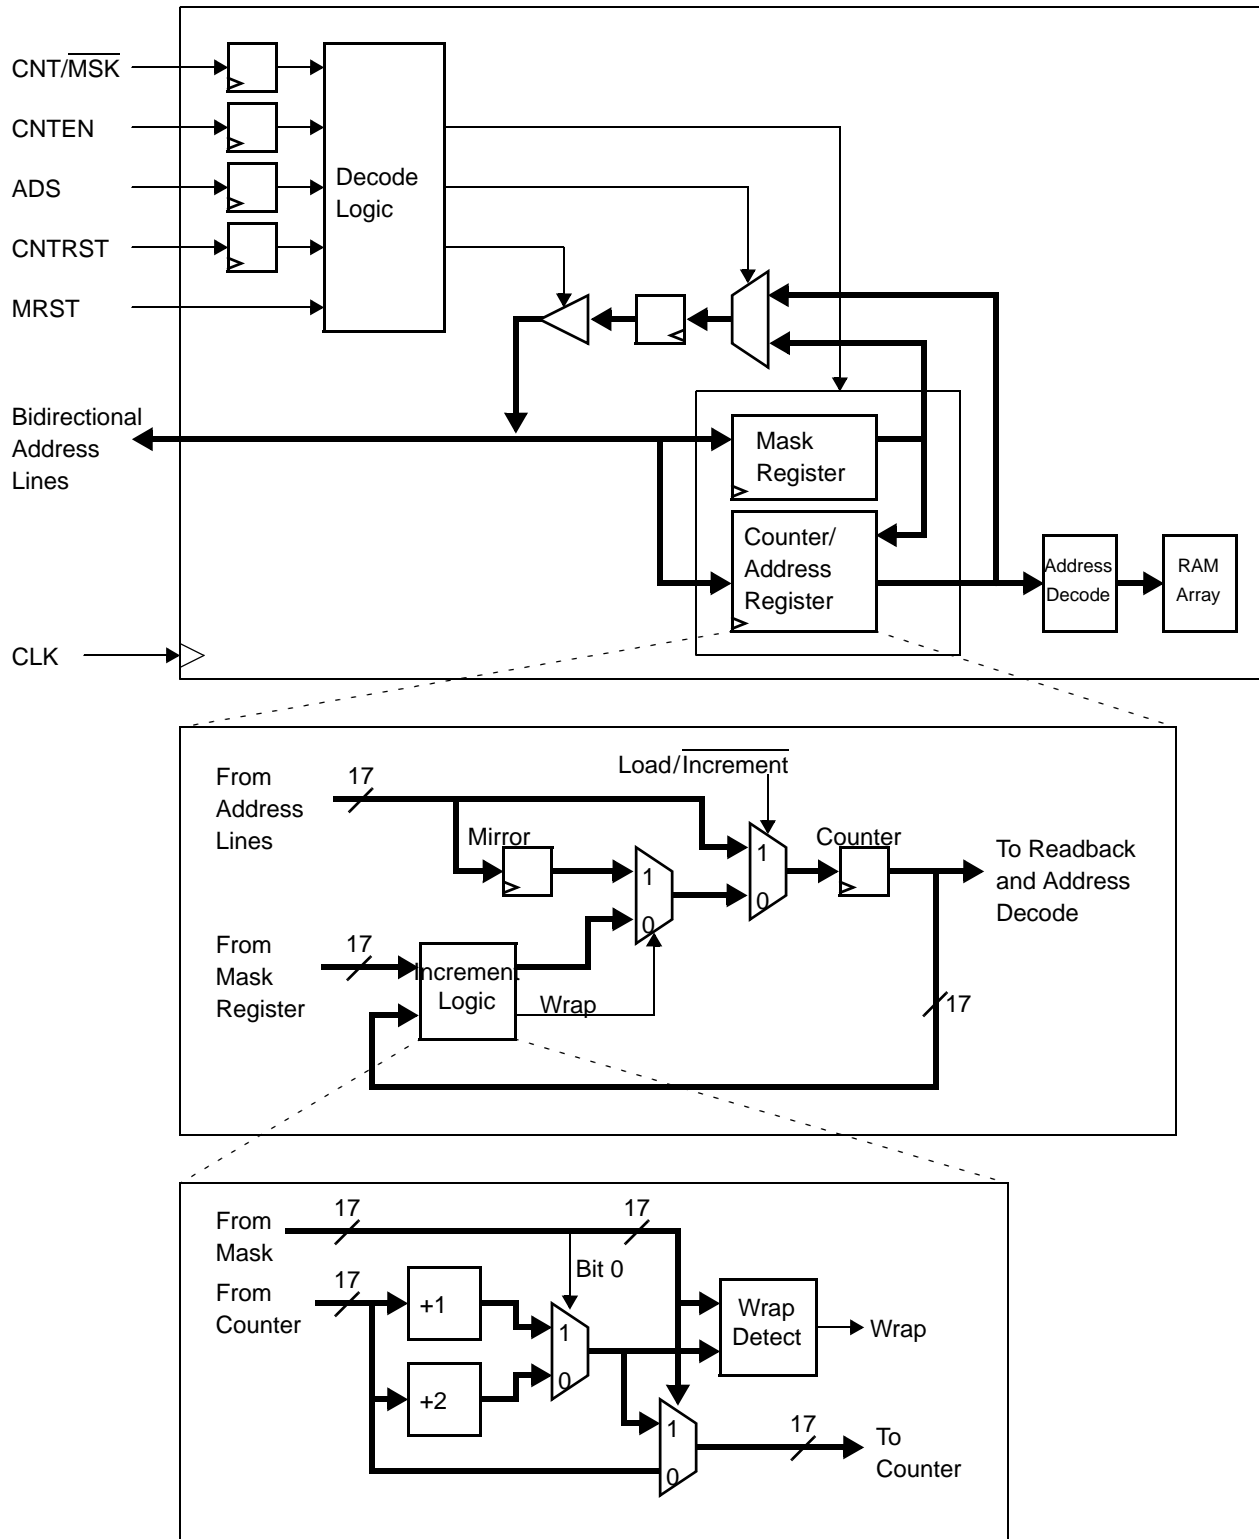 CNT/MSK
CNTEN
ADS
CNTRST
MRST
Decode
Logic
Bidirectional
Address
Lines
Mask
Register
Counter/
Address
Register
Address
Decode
RAM
Array
CLK
From
Address
Lines
17
Load/Increment
Mirror
1
0
1
0
Counter
To Readback
and Address
Decode
From
Mask
Register
17
Increment
Logic
Wrap
17
From
Mask
17
17
Bit 0
From
Counter
17
+1
+2
1
0
Wrap
Detect
Wrap
1
0
17
To
Counter